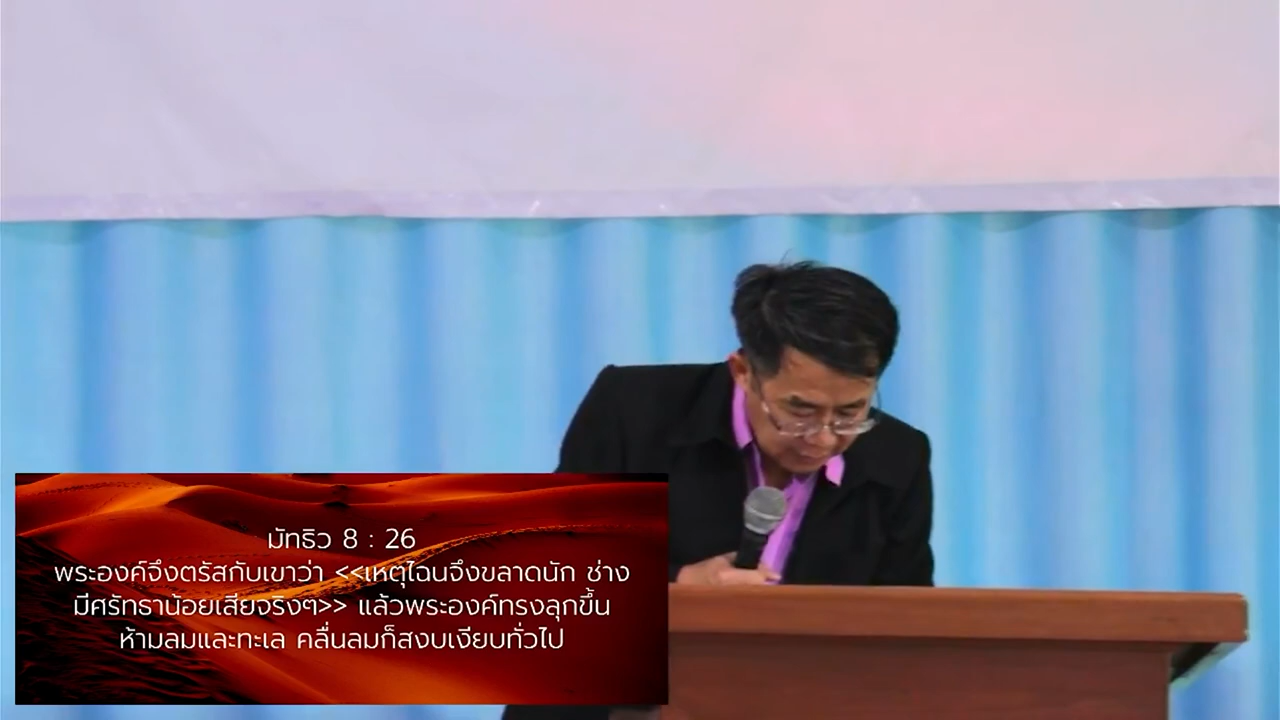 มัทธิว 8 : 26
พระองค์จึงตรัสกับเขาว่า <<เหตุไฉนจึงขลาดนัก ช่าง
มีศรัทธาน้อยเสียจริงๆ>> แล้วพระองค์ทรงลุกขึ้น
ห้ามลมและทะเล คลื่นลมก็สงบเงียบทั่วไป